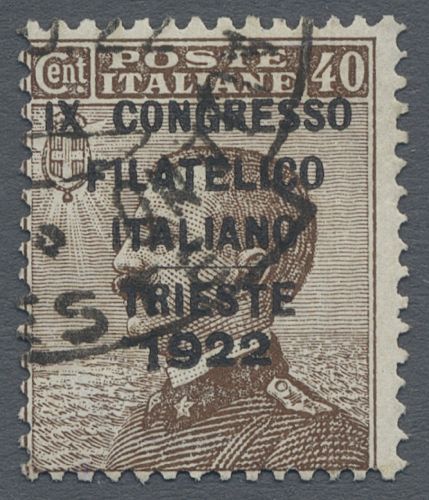 POSTE
Cent ITALIANE 40
IX CONGRESSO
FILATELICO
ITALIANO
TRIESTE
1922